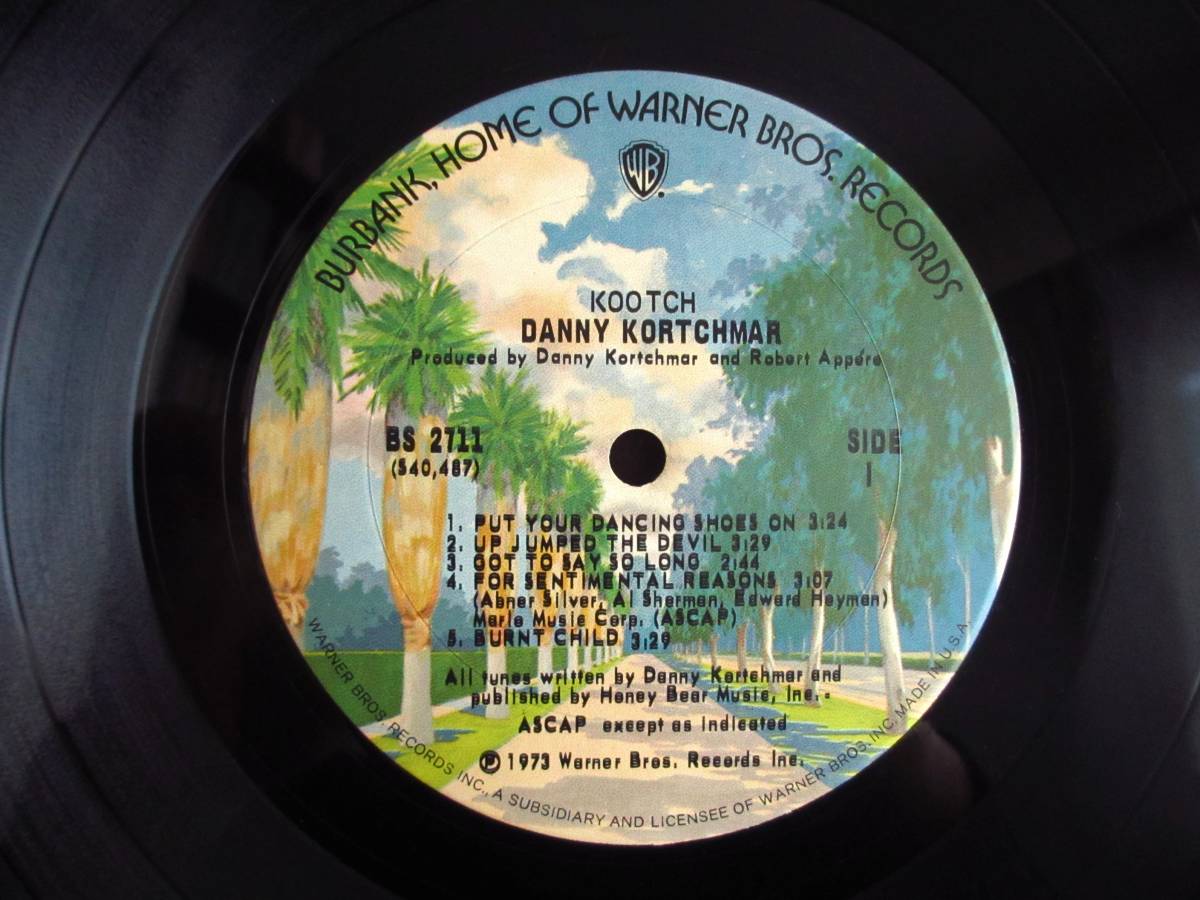 BURBANK, HOME OF WARNER BROS. RECORDS
WB
KOOTCH
DANNY KORTCHMAR
Produced by Danny Kortchmar and Robert Appére
BS 2711
(S40,487)
SIDE
1
1. PUT YOUR DANCING SHOES ON 3:24
2. UP JUMPED THE DEVIL 3:29
3. GOT TO SAY SO LONG 2:44
4. FOR SENTIMENTAL REASONS 3:07
(Abner Silver, Al Sherman, Edward Heyman)
Marlo Music Corp. (ASCAP)
5. BURNT CHILD 3:29
All tunes written by Danny Kortchmar and
published by Honey Bear Music, Inc. -
ASCAP except as indicated
℗ 1973 Warner Bros. Records Inc.
WARNER BROS. RECORDS INC., A SUBSIDIARY AND LICENSEE OF WARNER BROS. INC. MADE IN U.S.A.